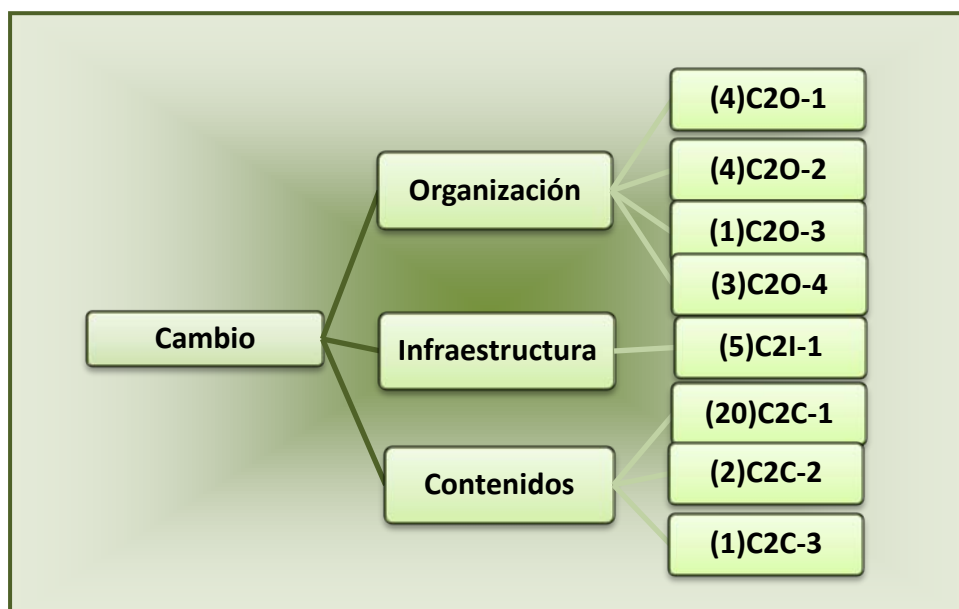 Cambio
Organización
(4)C2O-1
(4)C2O-2
(1)C2O-3
(3)C2O-4
Infraestructura
(5)C2I-1
Contenidos
(20)C2C-1
(2)C2C-2
(1)C2C-3